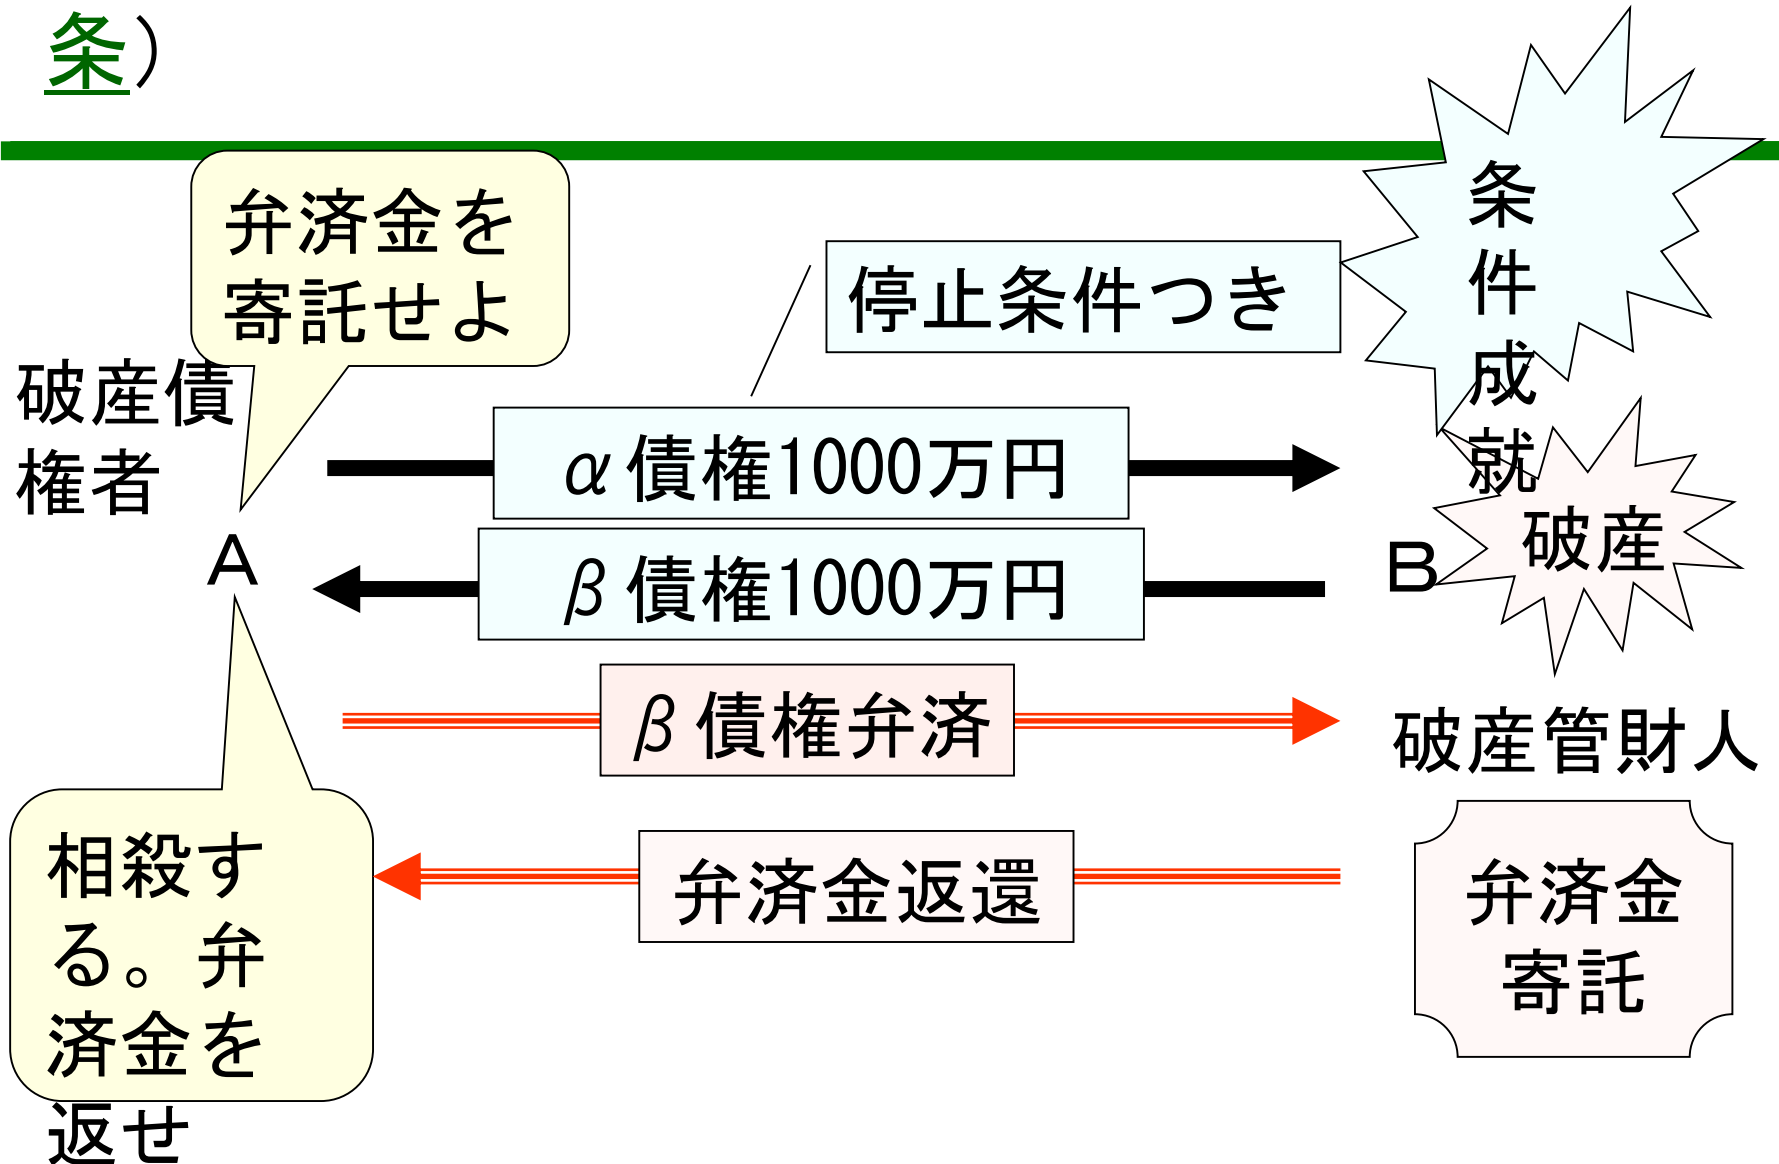 条）
弁済金を
寄託せよ
条
件
成
就
停止条件つき
破産債
権者
α債権1000万円
A
β債権1000万円
B
破産
β債権弁済
破産管財人
相殺す
る。弁
済金を
返せ
弁済金返還
弁済金
寄託